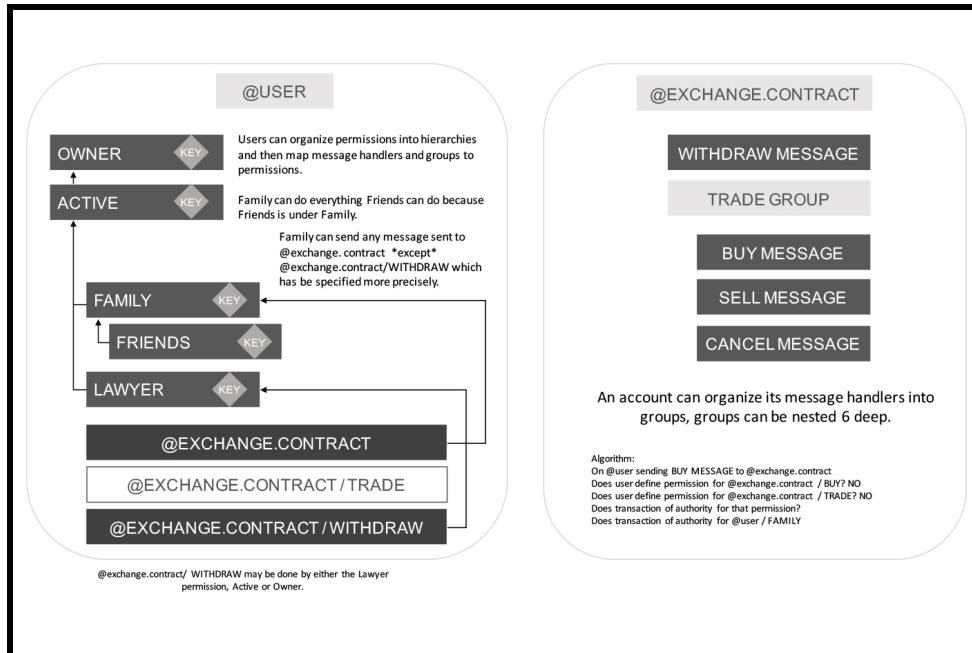 @USER
OWNER KEY
Users can organize permissions into hierarchies
and then map message handlers and groups to
permissions.
ACTIVE KEY
Family can do everything Friends can do because
Friends is under Family.
Family can send any message sent to
@exchange. contract *except*
@exchange.contract/WITHDRAW which
has be specified more precisely.
FAMILY KEY
FRIENDS KEY
LAWYER KEY
@EXCHANGE.CONTRACT
@EXCHANGE.CONTRACT / TRADE
@EXCHANGE.CONTRACT / WITHDRAW
@exchange.contract/ WITHDRAW may be done by either the Lawyer
permission, Active or Owner.
@EXCHANGE.CONTRACT
WITHDRAW MESSAGE
TRADE GROUP
BUY MESSAGE
SELL MESSAGE
CANCEL MESSAGE
An account can organize its message handlers into
groups, groups can be nested 6 deep.
Algorithm:
On @user sending BUY MESSAGE to @exchange.contract
Does user define permission for @exchange.contract / BUY? NO
Does user define permission for @exchange.contract / TRADE? NO
Does transaction of authority for that permission?
Does transaction of authority for @user / FAMILY